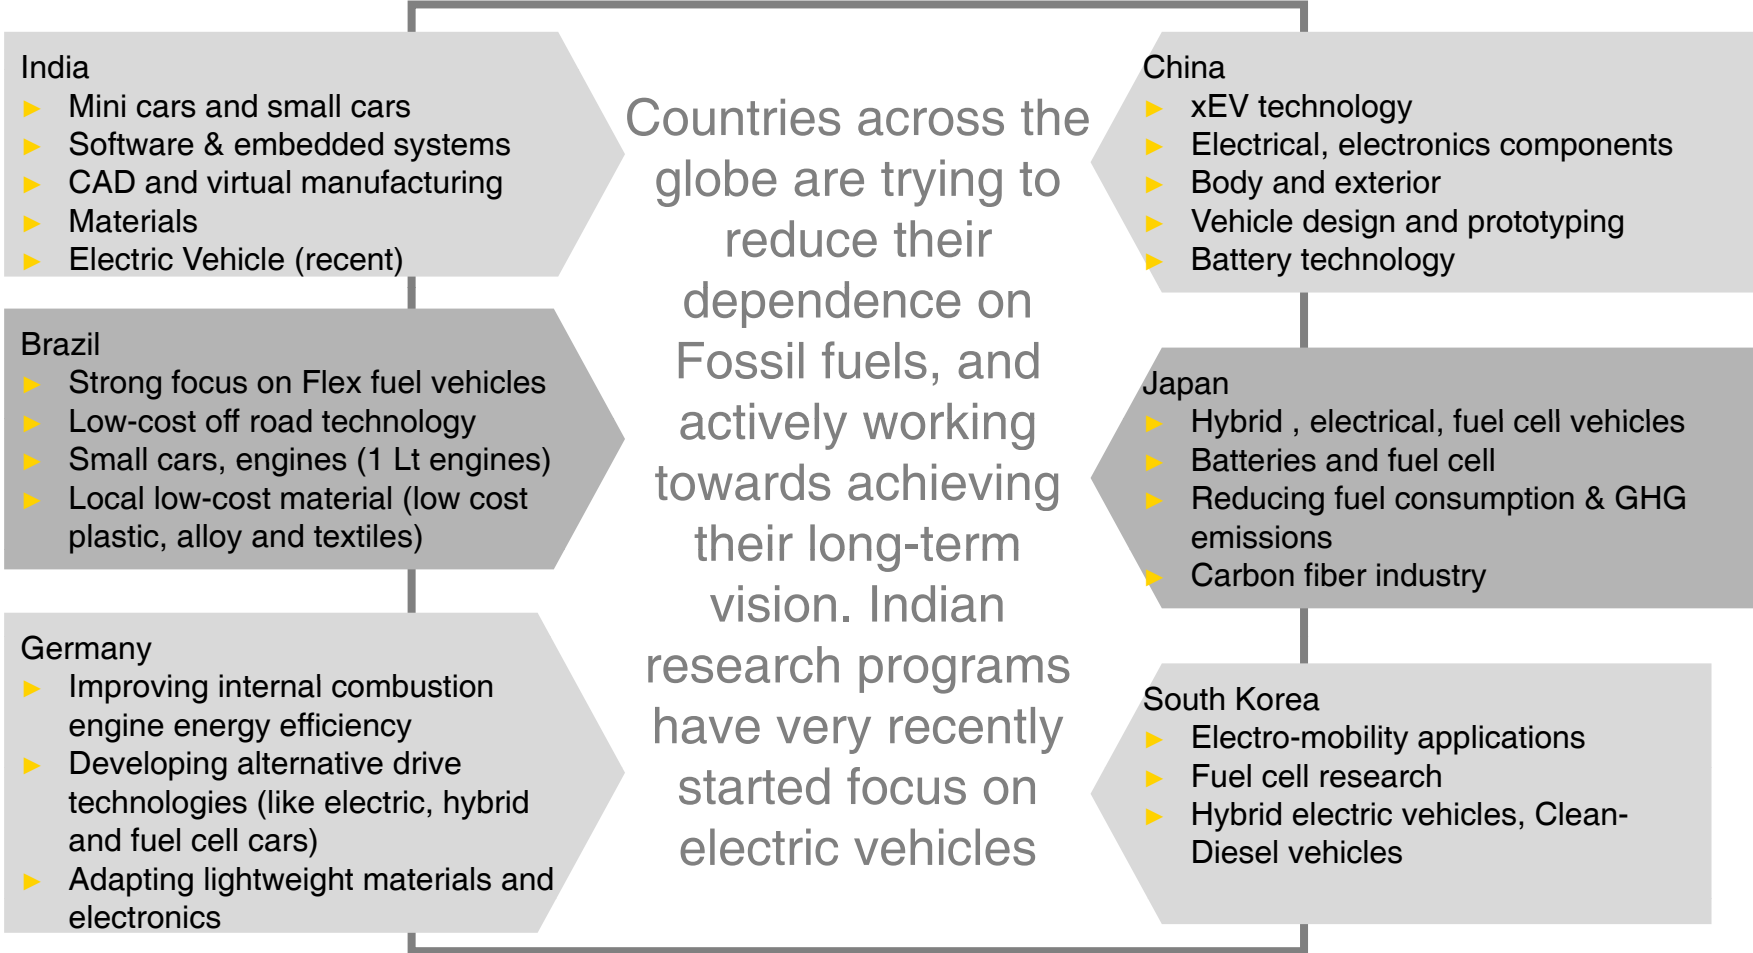 India
► Mini cars and small cars
► Software & embedded systems
► CAD and virtual manufacturing
► Materials
► Electric Vehicle (recent)
Brazil
► Strong focus on Flex fuel vehicles
► Low-cost off road technology
► Small cars, engines (1 Lt engines)
► Local low-cost material (low cost
plastic, alloy and textiles)
Germany
► Improving internal combustion
engine energy efficiency
► Developing alternative drive
technologies (like electric, hybrid
and fuel cell cars)
► Adapting lightweight materials and
electronics
Countries across the
globe are trying to
reduce their
dependence on
Fossil fuels, and
actively working
towards achieving
their long-term
vision. Indian
research programs
have very recently
started focus on
electric vehicles
China
► xEV technology
► Electrical, electronics components
► Body and exterior
► Vehicle design and prototyping
► Battery technology
Japan
► Hybrid , electrical, fuel cell vehicles
► Batteries and fuel cell
► Reducing fuel consumption & GHG
emissions
► Carbon fiber industry
South Korea
► Electro-mobility applications
► Fuel cell research
► Hybrid electric vehicles, Clean-
Diesel vehicles